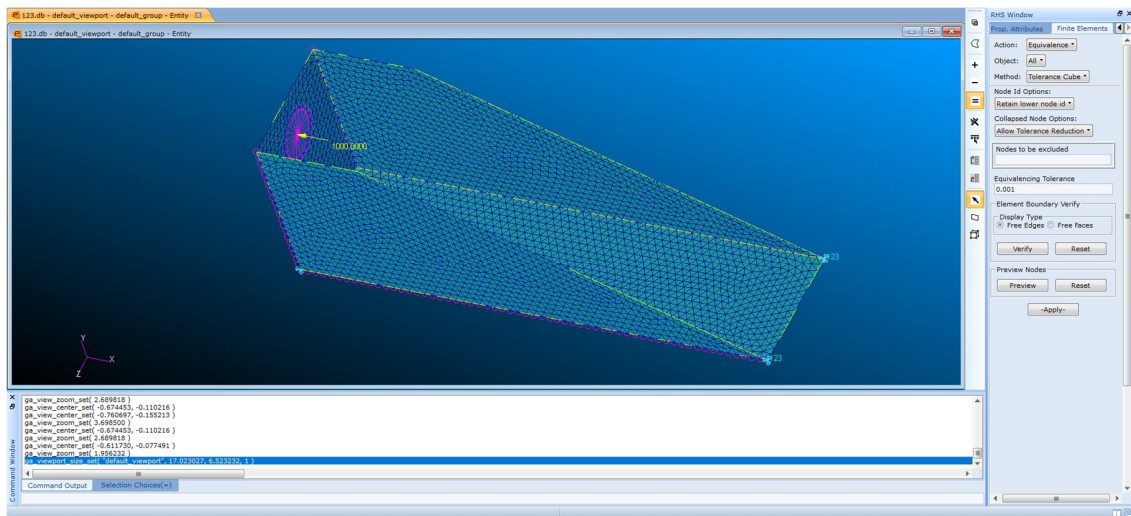 123.db - default_viewport - default_group - Entity
123.db - default_viewport - default_group - Entity
1000.0000
123
123
Y
X
Z
RHS Window
Prop. Attributes
Finite Elements
Action:
Equivalence
Object:
All
Method:
Tolerance Cube
Node Id Options:
Retain lower node id
Collapsed Node Options:
Allow Tolerance Reduction
Nodes to be excluded
Equivalencing Tolerance
0.001
Element Boundary Verify
Display Type
Free Edges
Free Faces
Verify
Reset
Preview Nodes
Preview
Reset
-Apply-
ga_view_zoom_set( 2.689818 )
ga_view_center_set( -0.674453, -0.110216 )
ga_view_center_set( -0.760697, -0.155213 )
ga_view_zoom_set( 3.698500 )
ga_view_center_set( -0.674453, -0.110216 )
ga_view_zoom_set( 2.689818 )
ga_view_center_set( -0.611730, -0.077491 )
ga_view_zoom_set( 1.956232 )
ga_viewport_size_set( "default_viewport", 17.023027, 6.523232, 1 )
Command Window
Command Output
Selection Choices(=)